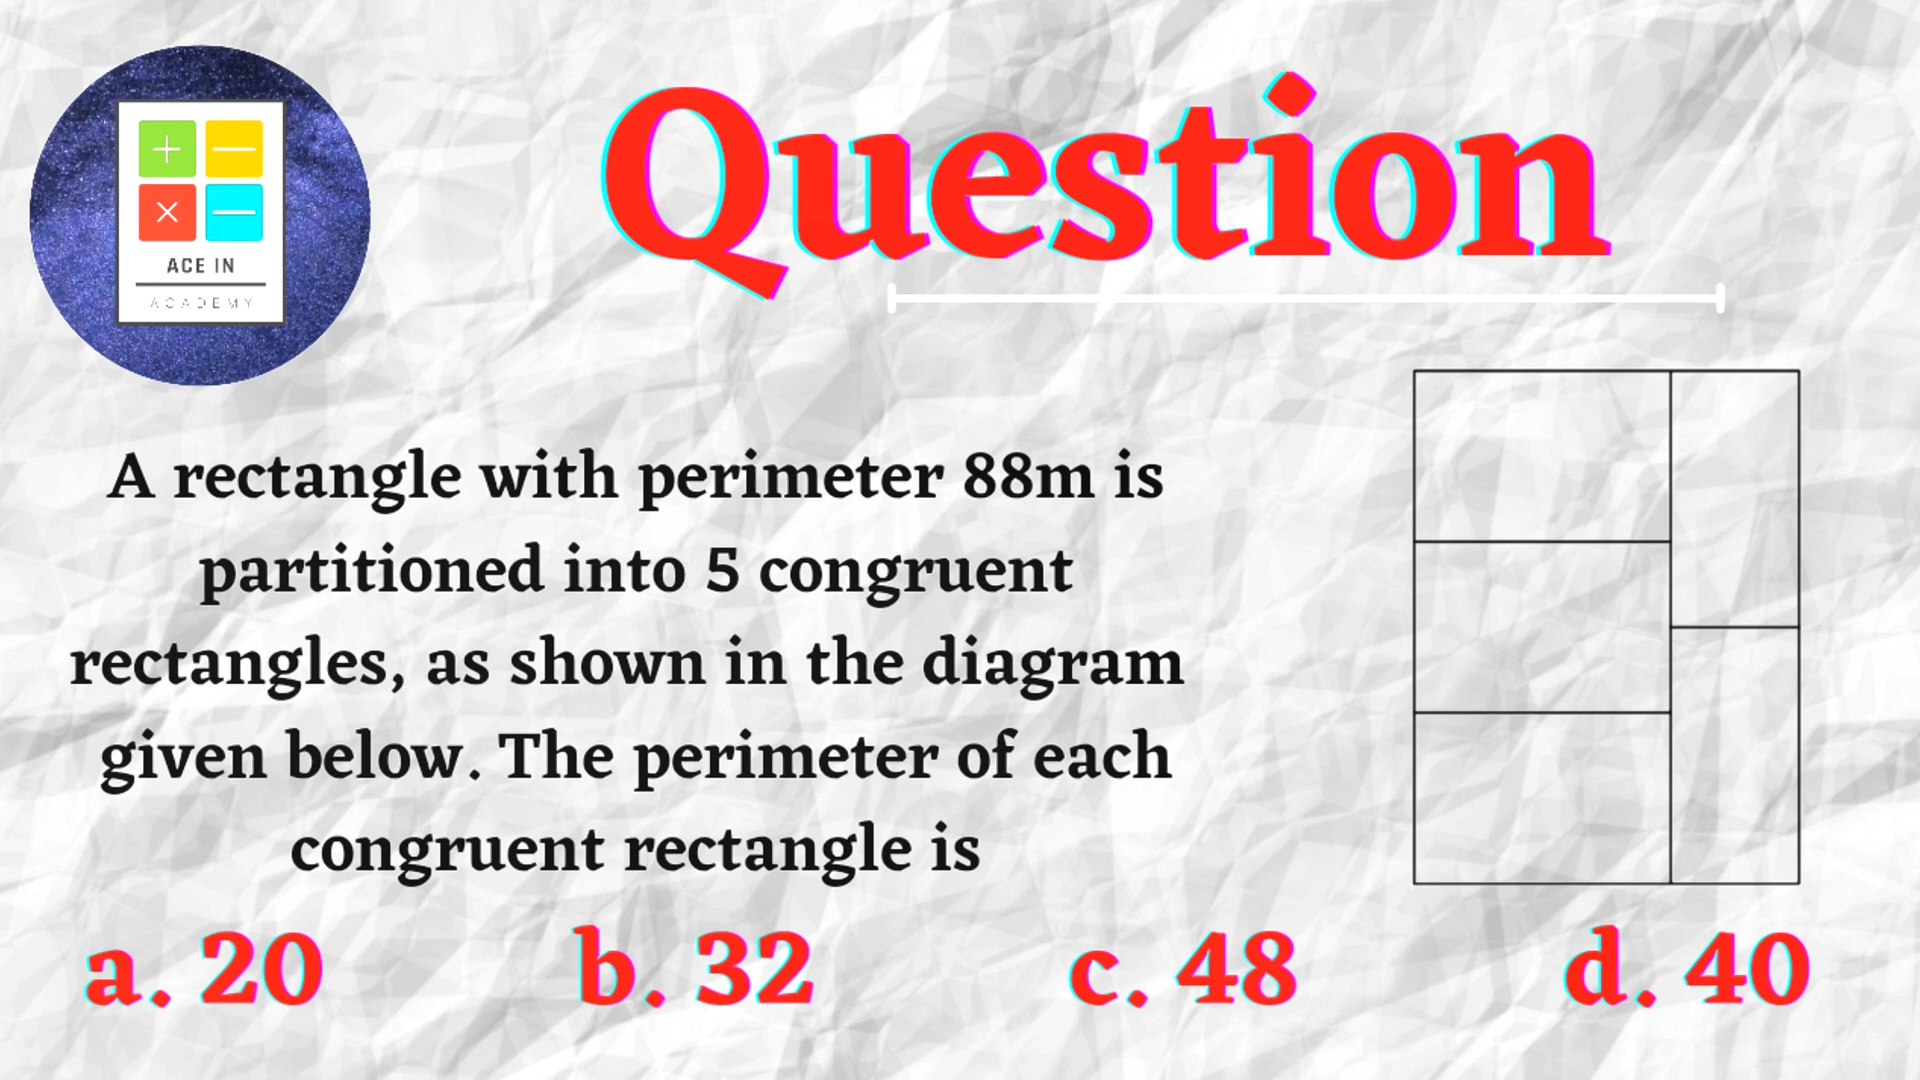 ACE IN
ACADEMY
Question
A rectangle with perimeter 88m is
partitioned into 5 congruent
rectangles, as shown in the diagram
given below. The perimeter of each
congruent rectangle is
a. 20 b. 32 c. 48 d. 40